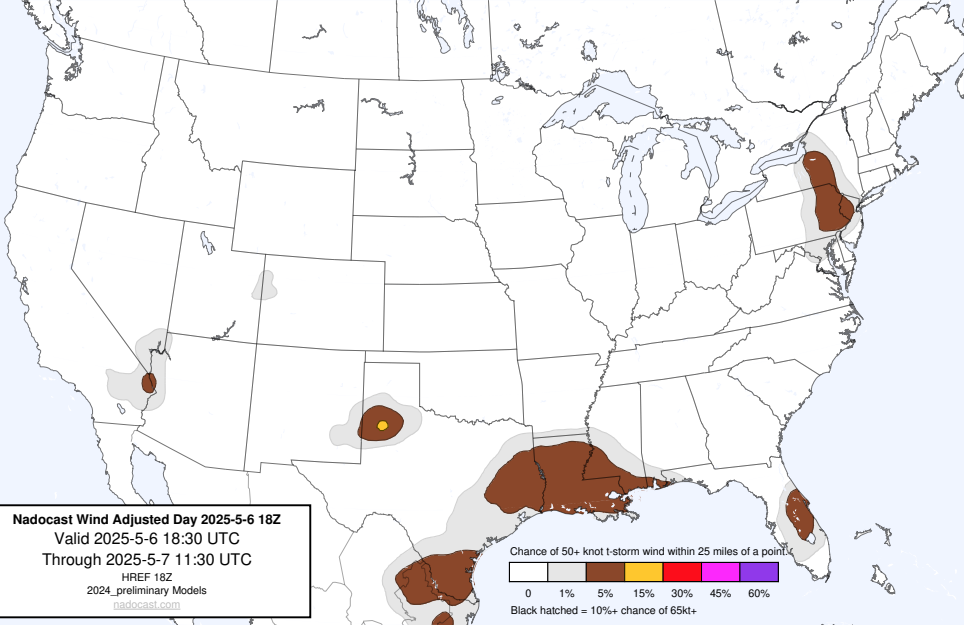 Nadocast Wind Adjusted Day 2025-5-6 18Z
Valid 2025-5-6 18:30 UTC
Through 2025-5-7 11:30 UTC
HREF 18Z
2024_preliminary Models
nadocast.com
Chance of 50+ knot t-storm wind within 25 miles of a point.
0 1% 5% 15% 30% 45% 60%
Black hatched = 10%+ chance of 65kt+